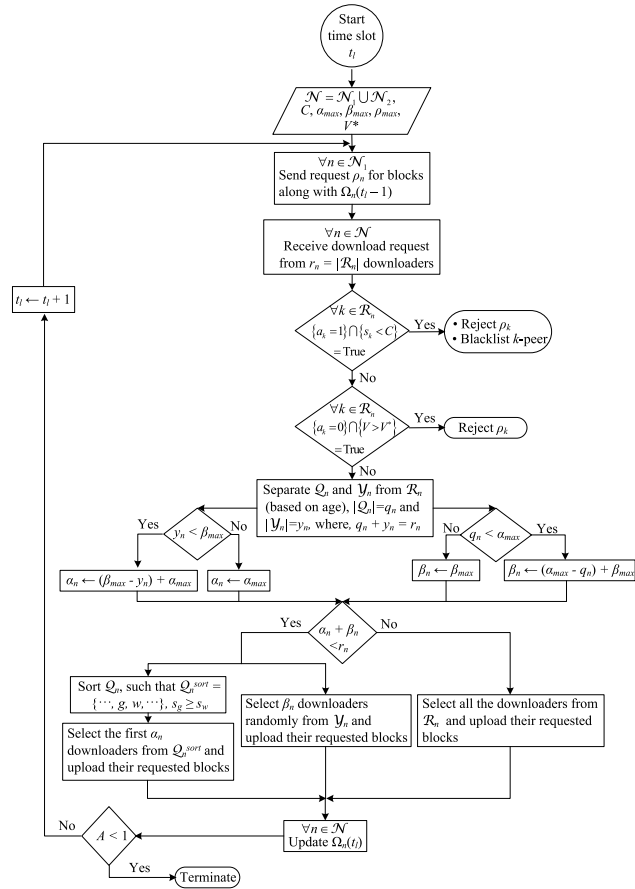 Start
time slot
t_l
𝒩 = 𝒩_1 ⋃ 𝒩_2,
C, α_max, β_max, ρ_max,
V*
∀n ∈ 𝒩_1
Send request ρ_n for blocks
along with Ω_n(t_l − 1)
∀n ∈ 𝒩
Receive download request
from r_n = |ℛ_n| downloaders
t_l ← t_l + 1
∀k ∈ ℛ_n
{a_k = 1} ∩ {s_k < C}
= True
Yes
• Reject ρ_k
• Blacklist k-peer
No
∀k ∈ ℛ_n
{a_k = 0} ∩ {V > V*}
= True
Yes
Reject ρ_k
No
Separate 𝒬_n and 𝒴_n from ℛ_n
(based on age), |𝒬_n|=q_n and
|𝒴_n|=y_n, where, q_n + y_n = r_n
Yes
y_n < β_max
No
No
q_n < α_max
Yes
α_n ← (β_max - y_n) + α_max
α_n ← α_max
β_n ← β_max
β_n ← (α_max - q_n) + β_max
Yes
α_n + β_n
< r_n
No
Sort 𝒬_n, such that 𝒬_n^sort =
{⋯, g, w, ⋯}, s_g ≥ s_w
Select the first α_n
downloaders from 𝒬_n^sort and
upload their requested blocks
Select β_n downloaders
randomly from 𝒴_n and
upload their requested blocks
Select all the downloaders from
ℛ_n and upload their requested
blocks
∀n ∈ 𝒩
Update Ω_n(t_l)
No
A < 1
Yes
Terminate